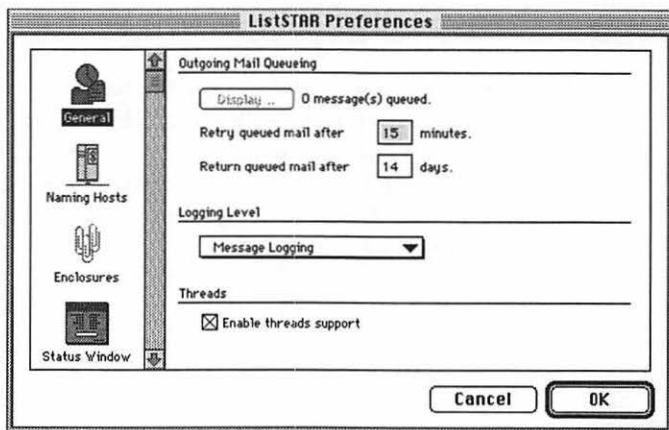 ListSTAR Preferences
General
Naming Hosts
Enclosures
Status Window
Outgoing Mail Queueing
Display .. 0 message(s) queued.
Retry queued mail after 15 minutes.
Return queued mail after 14 days.
Logging Level
Message Logging
Threads
Enable threads support
Cancel OK